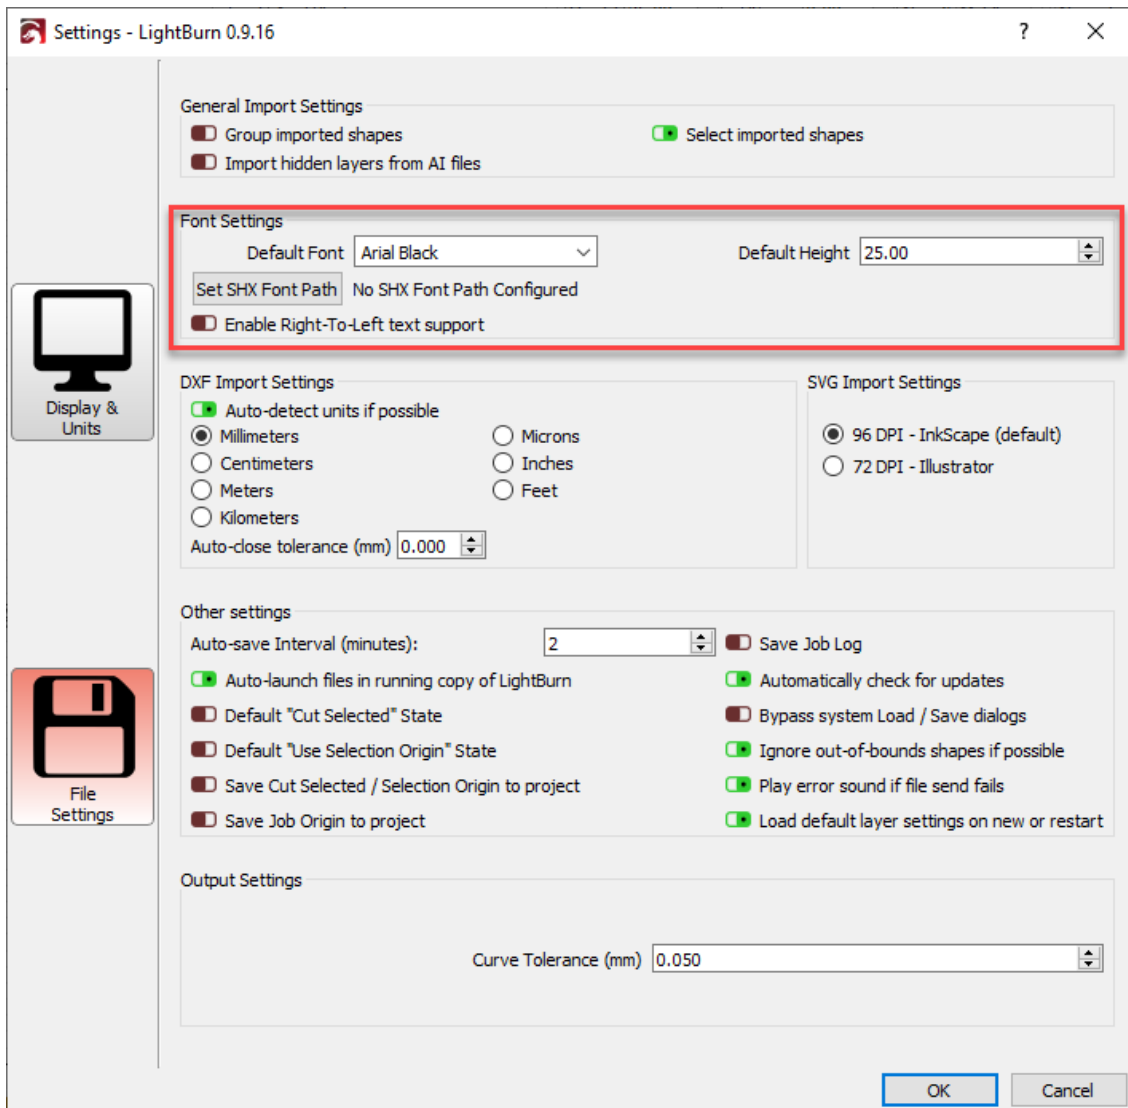 Settings - LightBurn 0.9.16
?
General Import Settings
Group imported shapes
Select imported shapes
Import hidden layers from AI files
Font Settings
Default Font Arial Black
Default Height 25.00
Set SHX Font Path No SHX Font Path Configured
Enable Right-To-Left text support
Display &
Units
DXF Import Settings
Auto-detect units if possible
Millimeters
Microns
Centimeters
Inches
Meters
Feet
Kilometers
Auto-close tolerance (mm) 0.000
SVG Import Settings
96 DPI - InkScape (default)
72 DPI - Illustrator
File
Settings
Other settings
Auto-save Interval (minutes): 2
Save Job Log
Auto-launch files in running copy of LightBurn
Automatically check for updates
Default "Cut Selected" State
Bypass system Load / Save dialogs
Default "Use Selection Origin" State
Ignore out-of-bounds shapes if possible
Save Cut Selected / Selection Origin to project
Play error sound if file send fails
Save Job Origin to project
Load default layer settings on new or restart
Output Settings
Curve Tolerance (mm) 0.050
OK
Cancel